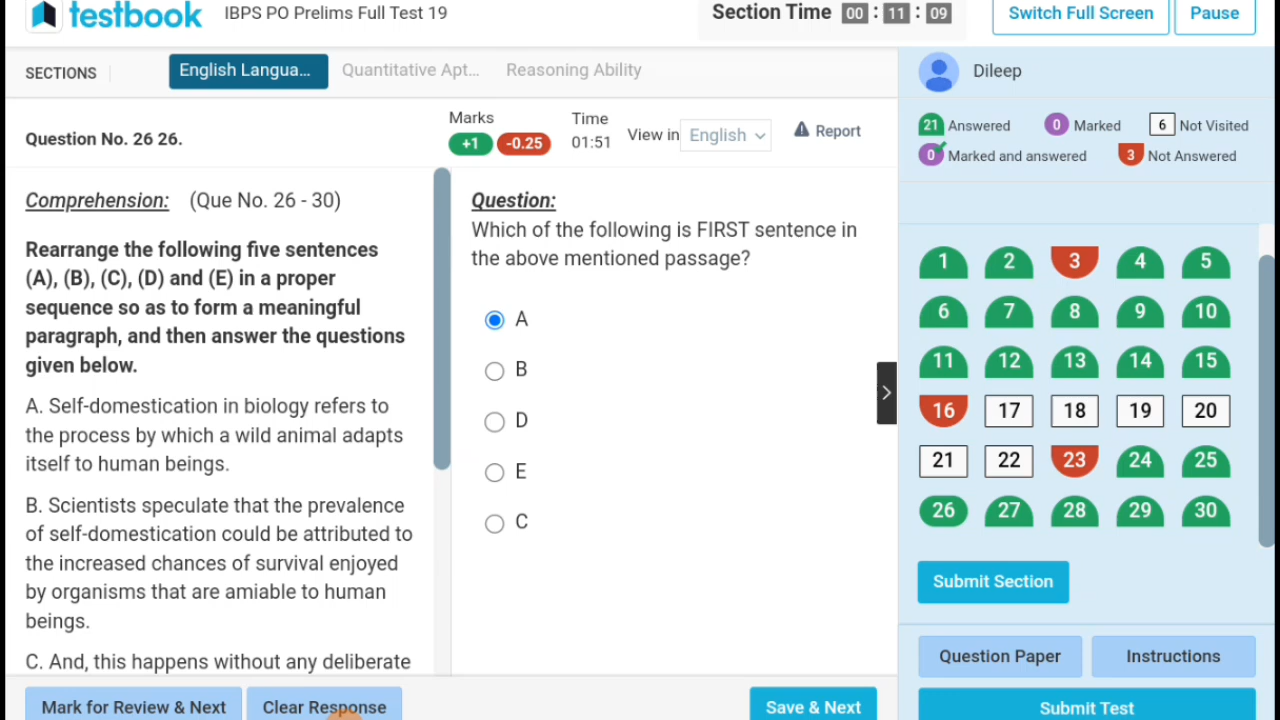 testbook
IBPS PO Prelims Full Test 19
Section Time 00 : 11 : 09
Switch Full Screen
Pause
SECTIONS
English Langua...
Quantitative Apt...
Reasoning Ability
Dileep
Question No. 26 26.
Marks
+1 -0.25
Time
01:51
View in English
Report
21 Answered
0 Marked
6 Not Visited
0 Marked and answered
3 Not Answered
Comprehension: (Que No. 26 - 30)
Rearrange the following five sentences
(A), (B), (C), (D) and (E) in a proper
sequence so as to form a meaningful
paragraph, and then answer the questions
given below.
A. Self-domestication in biology refers to
the process by which a wild animal adapts
itself to human beings.
B. Scientists speculate that the prevalence
of self-domestication could be attributed to
the increased chances of survival enjoyed
by organisms that are amiable to human
beings.
C. And, this happens without any deliberate
Question:
Which of the following is FIRST sentence in
the above mentioned passage?
A
B
D
E
C
1 2 3 4 5
6 7 8 9 10
11 12 13 14 15
16 17 18 19 20
21 22 23 24 25
26 27 28 29 30
Submit Section
Question Paper
Instructions
Mark for Review & Next
Clear Response
Save & Next
Submit Test